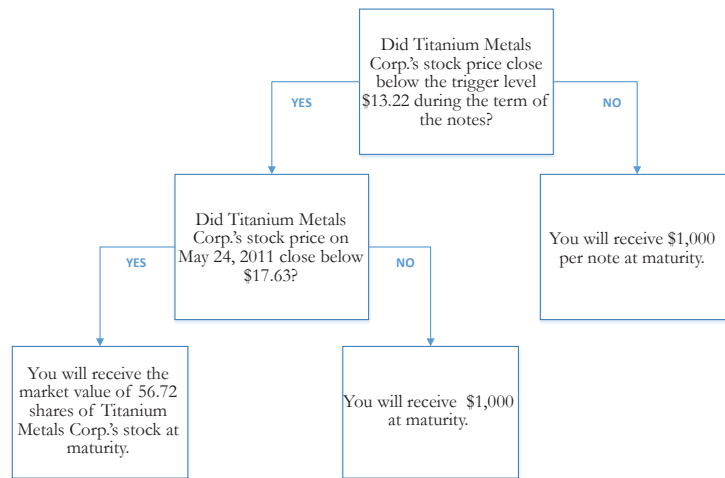 Did Titanium Metals
Corp.'s stock price close
below the trigger level
$13.22 during the term of
the notes?
YES
NO
Did Titanium Metals
Corp.'s stock price on
May 24, 2011 close below
$17.63?
You will receive $1,000
per note at maturity.
YES
NO
You will receive the
market value of 56.72
shares of Titanium
Metals Corp.'s stock at
maturity.
You will receive $1,000
at maturity.